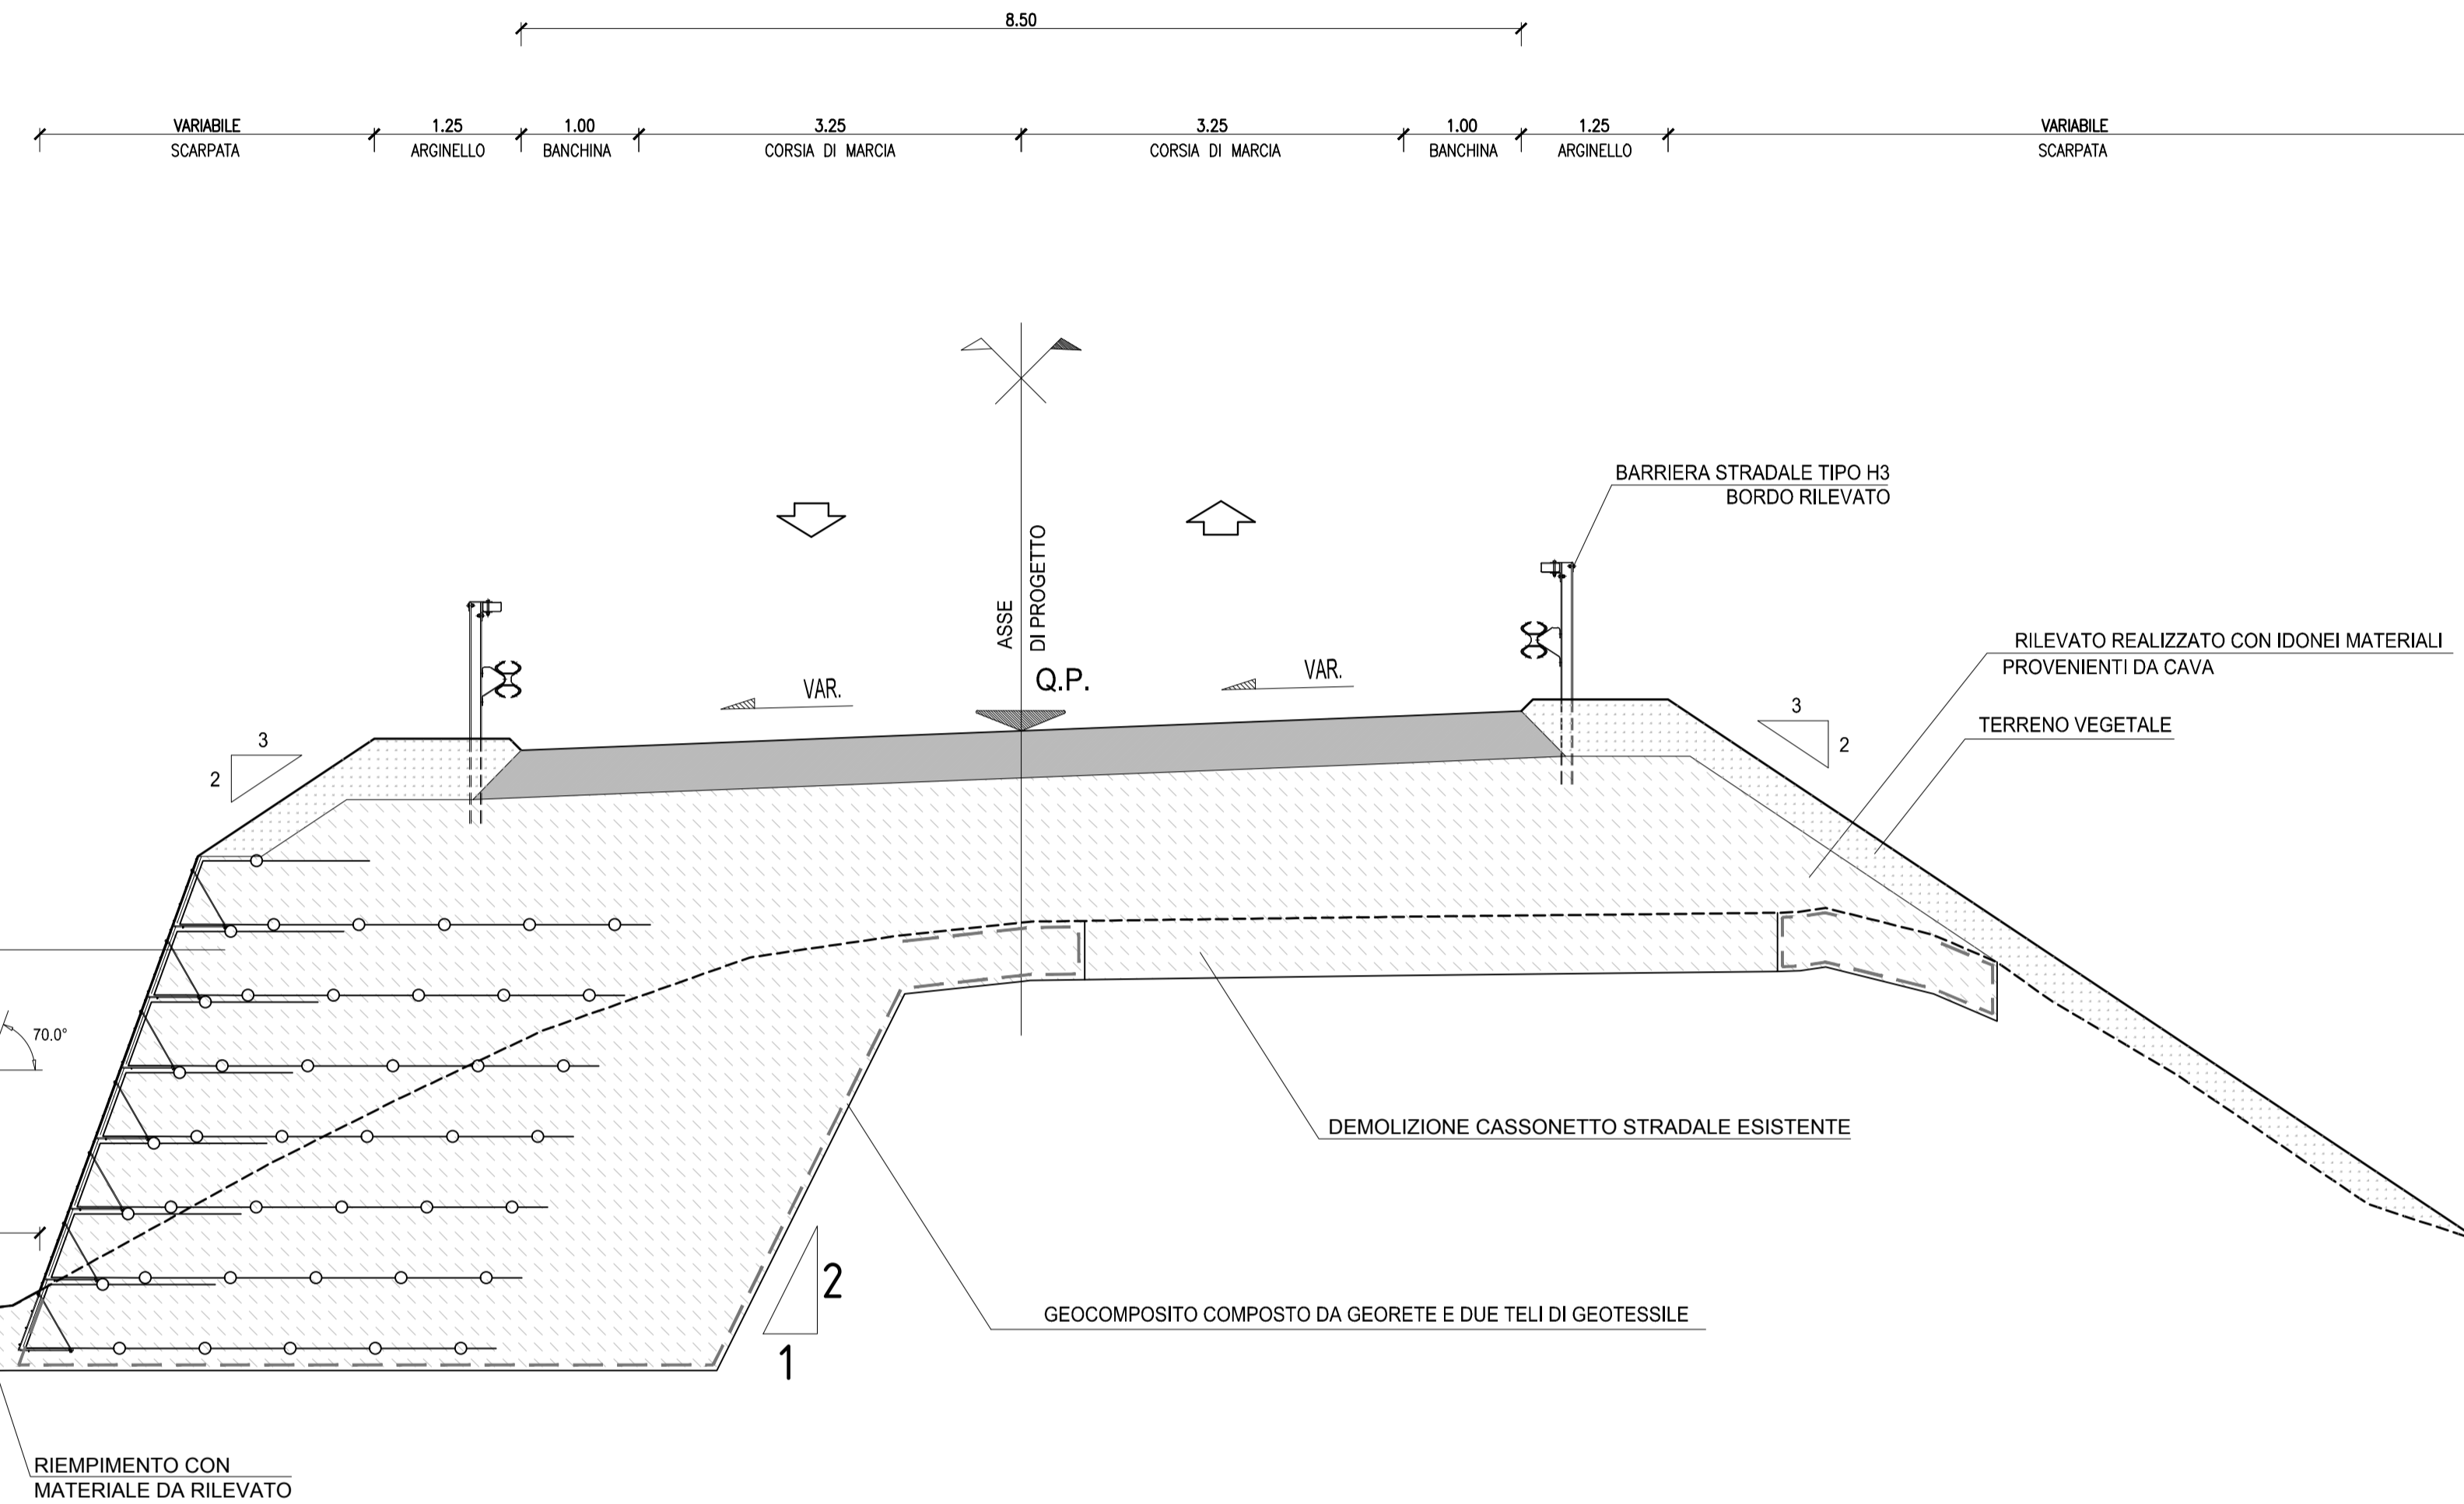 8.50
VARIABILE 1.25 1.00 3.25 3.25 1.00 1.25 VARIABILE
SCARPATA ARGINELLO BANCHINA CORSIA DI MARCIA CORSIA DI MARCIA BANCHINA ARGINELLO SCARPATA
BARRIERA STRADALE TIPO H3
BORDO RILEVATO
ASSE
DI PROGETTO
RILEVATO REALIZZATO CON IDONEI MATERIALI
PROVENIENTI DA CAVA
VAR.
Q.P.
VAR.
TERRENO VEGETALE
3
2
3
2
70.0°
DEMOLIZIONE CASSONETTO STRADALE ESISTENTE
2
1
GEOCOMPOSITO COMPOSTO DA GEORETE E DUE TELI DI GEOTESSILE
RIEMPIMENTO CON
MATERIALE DA RILEVATO